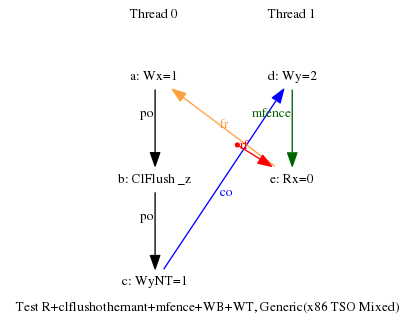 Thread 0 Thread 1
a: Wx=1 d: Wy=2
po mfence
fr
rf
b: ClFlush _z e: Rx=0
co
po
c: WyNT=1
Test R+clflushothernant+mfence+WB+WT, Generic(x86 TSO Mixed)